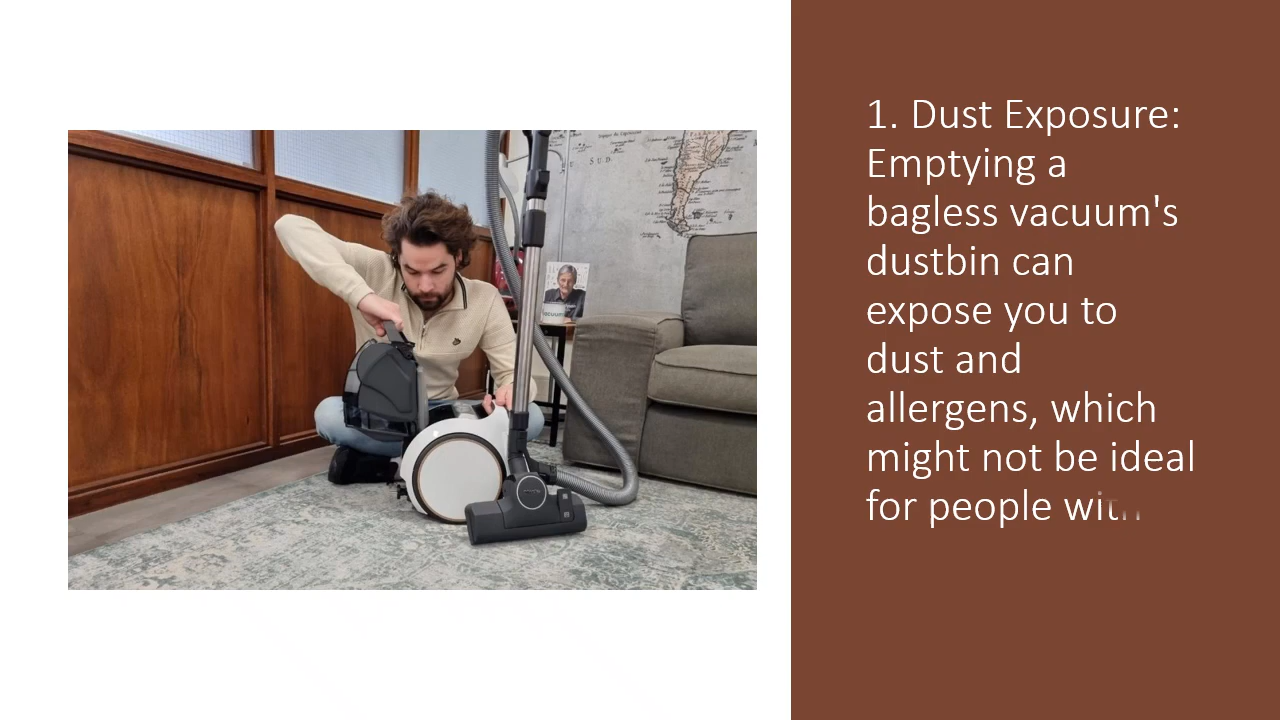 1. Dust Exposure:
Emptying a
bagless vacuum's
dustbin can
expose you to
dust and
allergens, which
might not be ideal
for people with
S U D.